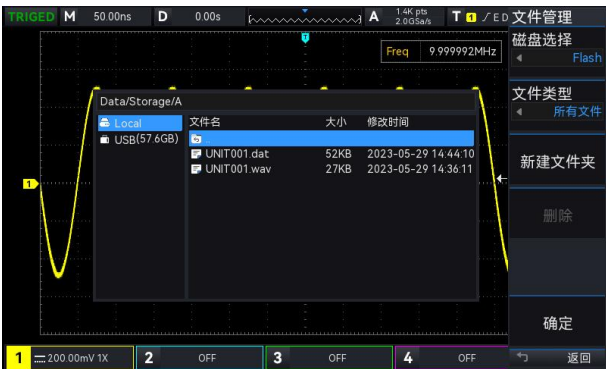 TRIGED M 50.00ns D 0.00s A 1.4K pts 2.0GSa/s T 1 ED 文件管理
磁盘选择
Flash
Freq 9.999992MHz
文件类型
所有文件
Data/Storage/A
Local
USB(57.6GB)
文件名 大小 修改时间
..
UNIT001.dat 52KB 2023-05-29 14:44:10
UNIT001.wav 27KB 2023-05-29 14:36:11
T
1
新建文件夹
删除
确定
1 200.00mV 1X 2 OFF 3 OFF 4 OFF 返回